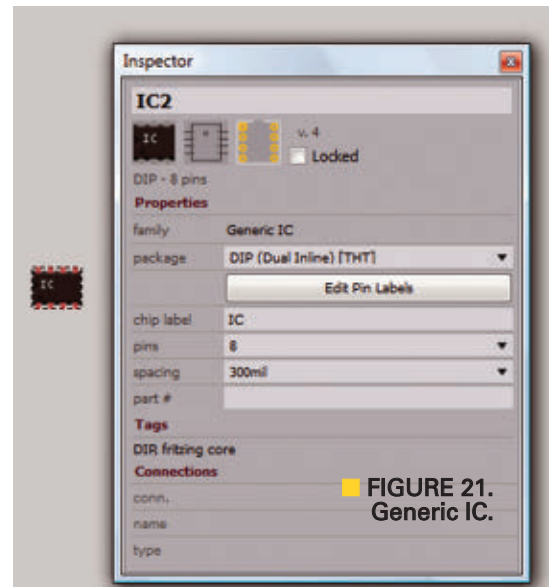 Inspector
IC2
IC
v. 4
Locked
DIP - 8 pins
Properties
family Generic IC
package DIP (Dual Inline) [THT]
Edit Pin Labels
chip label IC
pins 8
spacing 300mil
part #
Tags
DIR fritzing core
Connections
conn.
name
type
IC
FIGURE 21.
Generic IC.